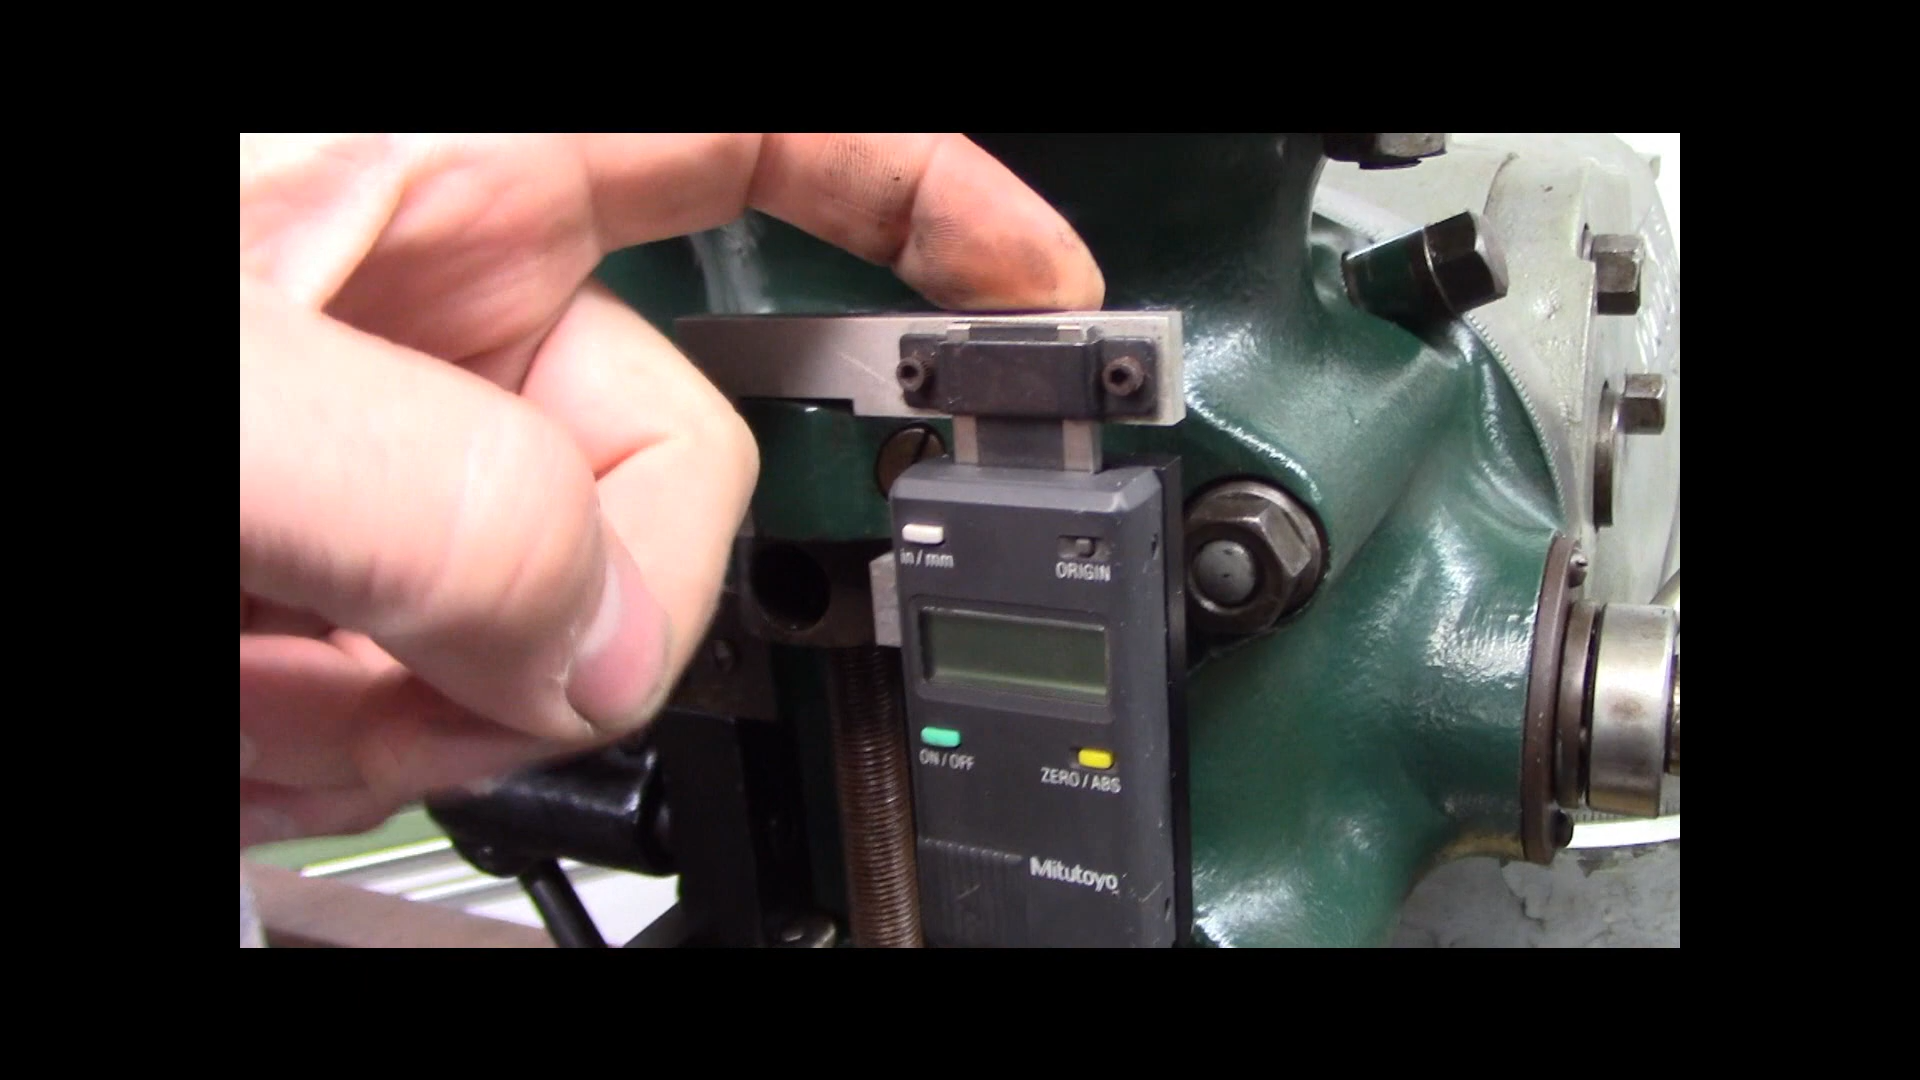 in / mm
ORIGIN
ON / OFF
ZERO / ABS
Mitutoyo